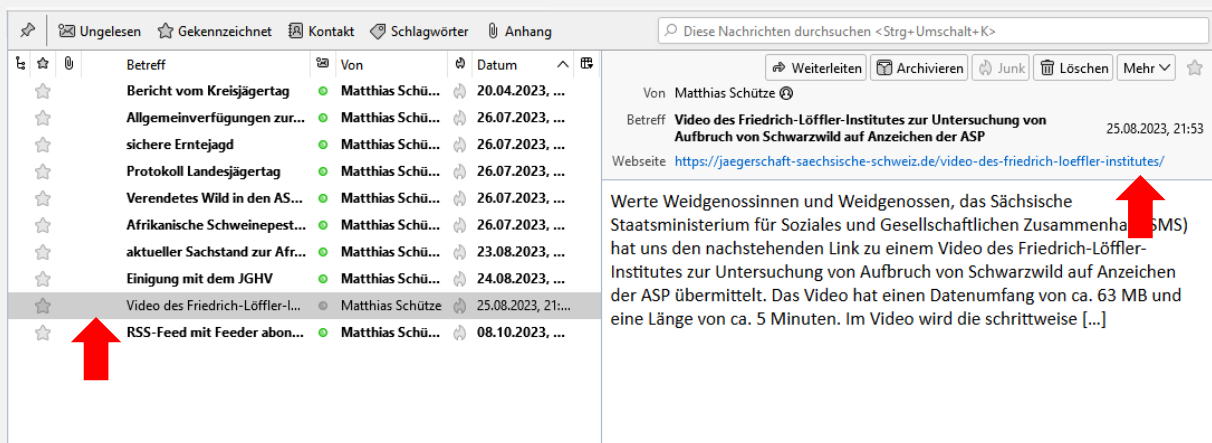 Ungelesen Gekennzeichnet Kontakt Schlagwörter Anhang
Diese Nachrichten durchsuchen <Strg+Umschalt+K>
Betreff Von Datum
Bericht vom Kreisjägertag Matthias Schü... 20.04.2023, ...
Allgemeinverfügungen zur... Matthias Schü... 26.07.2023, ...
sichere Erntejagd Matthias Schü... 26.07.2023, ...
Protokoll Landesjägertag Matthias Schü... 26.07.2023, ...
Verendetes Wild in den AS... Matthias Schü... 26.07.2023, ...
Afrikanische Schweinepest... Matthias Schü... 26.07.2023, ...
aktueller Sachstand zur Afr... Matthias Schü... 23.08.2023, ...
Einigung mit dem JGHV Matthias Schü... 24.08.2023, ...
Video des Friedrich-Löffler-I... Matthias Schütze 25.08.2023, 21:...
RSS-Feed mit Feeder abon... Matthias Schü... 08.10.2023, ...
Weiterleiten Archivieren Junk Löschen Mehr
Von Matthias Schütze
Betreff Video des Friedrich-Löffler-Institutes zur Untersuchung von
Aufbruch von Schwarzwild auf Anzeichen der ASP
25.08.2023, 21:53
Webseite https://jaegerschaft-saechsische-schweiz.de/video-des-friedrich-loeffler-institutes/
Werte Weidgenossinnen und Weidgenossen, das Sächsische
Staatsministerium für Soziales und Gesellschaftlichen Zusammenha SMS)
hat uns den nachstehenden Link zu einem Video des Friedrich-Löffler-
Institutes zur Untersuchung von Aufbruch von Schwarzwild auf Anzeichen
der ASP übermittelt. Das Video hat einen Datenumfang von ca. 63 MB und
eine Länge von ca. 5 Minuten. Im Video wird die schrittweise [...]